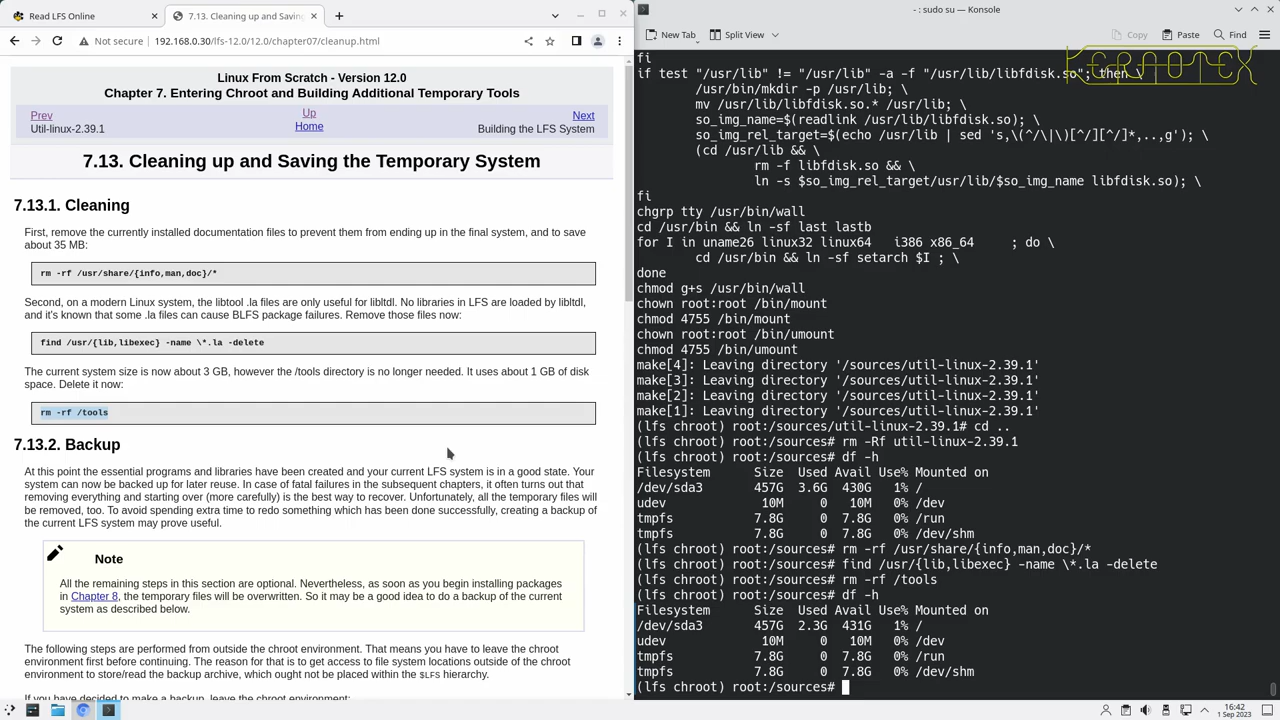 Read LFS Online
7.13. Cleaning up and Saving
Not secure
192.168.0.30/lfs-12.0/12.0/chapter07/cleanup.html
Linux From Scratch - Version 12.0
Chapter 7. Entering Chroot and Building Additional Temporary Tools
Prev
Up
Next
Util-linux-2.39.1
Home
Building the LFS System
7.13. Cleaning up and Saving the Temporary System
7.13.1. Cleaning
First, remove the currently installed documentation files to prevent them from ending up in the final system, and to save
about 35 MB:
rm -rf /usr/share/{info,man,doc}/*
Second, on a modern Linux system, the libtool .la files are only useful for libltdl. No libraries in LFS are loaded by libltdl,
and it's known that some .la files can cause BLFS package failures. Remove those files now:
find /usr/{lib,libexec} -name \*.la -delete
The current system size is now about 3 GB, however the /tools directory is no longer needed. It uses about 1 GB of disk
space. Delete it now:
rm -rf /tools
7.13.2. Backup
At this point the essential programs and libraries have been created and your current LFS system is in a good state. Your
system can now be backed up for later reuse. In case of fatal failures in the subsequent chapters, it often turns out that
removing everything and starting over (more carefully) is the best way to recover. Unfortunately, all the temporary files will
be removed, too. To avoid spending extra time to redo something which has been done successfully, creating a backup of
the current LFS system may prove useful.
Note
All the remaining steps in this section are optional. Nevertheless, as soon as you begin installing packages
in Chapter 8, the temporary files will be overwritten. So it may be a good idea to do a backup of the current
system as described below.
The following steps are performed from outside the chroot environment. That means you have to leave the chroot
environment first before continuing. The reason for that is to get access to file system locations outside of the chroot
environment to store/read the backup archive, which ought not be placed within the $LFS hierarchy.
If you have decided to make a backup, leave the chroot environment:
- : sudo su — Konsole
New Tab
Split View
Copy
Paste
Find
KERNOTEX
fi
if test "/usr/lib" != "/usr/lib" -a -f "/usr/lib/libfdisk.so"; then \
/usr/bin/mkdir -p /usr/lib; \
mv /usr/lib/libfdisk.so.* /usr/lib; \
so_img_name=$(readlink /usr/lib/libfdisk.so); \
so_img_rel_target=$(echo /usr/lib | sed 's,\(^/\|\)[^/][^/]*,..,g'); \
(cd /usr/lib && \
rm -f libfdisk.so && \
ln -s $so_img_rel_target/usr/lib/$so_img_name libfdisk.so); \
fi
chgrp tty /usr/bin/wall
cd /usr/bin && ln -sf last lastb
for I in uname26 linux32 linux64   i386 x86_64     ; do \
cd /usr/bin && ln -sf setarch $I ; \
done
chmod g+s /usr/bin/wall
chown root:root /bin/mount
chmod 4755 /bin/mount
chown root:root /bin/umount
chmod 4755 /bin/umount
make[4]: Leaving directory '/sources/util-linux-2.39.1'
make[3]: Leaving directory '/sources/util-linux-2.39.1'
make[2]: Leaving directory '/sources/util-linux-2.39.1'
make[1]: Leaving directory '/sources/util-linux-2.39.1'
(lfs chroot) root:/sources/util-linux-2.39.1# cd ..
(lfs chroot) root:/sources# rm -Rf util-linux-2.39.1
(lfs chroot) root:/sources# df -h
Filesystem      Size  Used Avail Use% Mounted on
/dev/sda3       457G  3.6G  430G   1% /
udev             10M     0   10M   0% /dev
tmpfs           7.8G     0  7.8G   0% /run
tmpfs           7.8G     0  7.8G   0% /dev/shm
(lfs chroot) root:/sources# rm -rf /usr/share/{info,man,doc}/*
(lfs chroot) root:/sources# find /usr/{lib,libexec} -name \*.la -delete
(lfs chroot) root:/sources# rm -rf /tools
(lfs chroot) root:/sources# df -h
Filesystem      Size  Used Avail Use% Mounted on
/dev/sda3       457G  2.3G  431G   1% /
udev             10M     0   10M   0% /dev
tmpfs           7.8G     0  7.8G   0% /run
tmpfs           7.8G     0  7.8G   0% /dev/shm
(lfs chroot) root:/sources#
16:42
1 Sep 2023